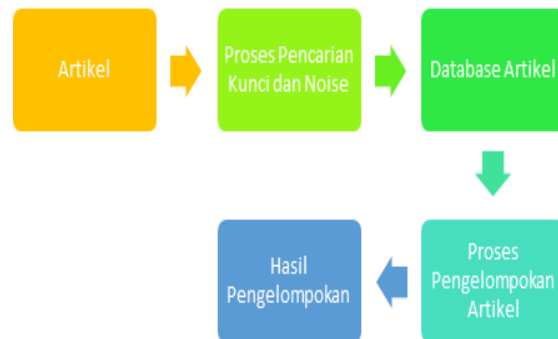 Artikel
Proses Pencarian
Kunci dan Noise
Database Artikel
Proses
Pengelompokan
Artikel
Hasil
Pengelompokan